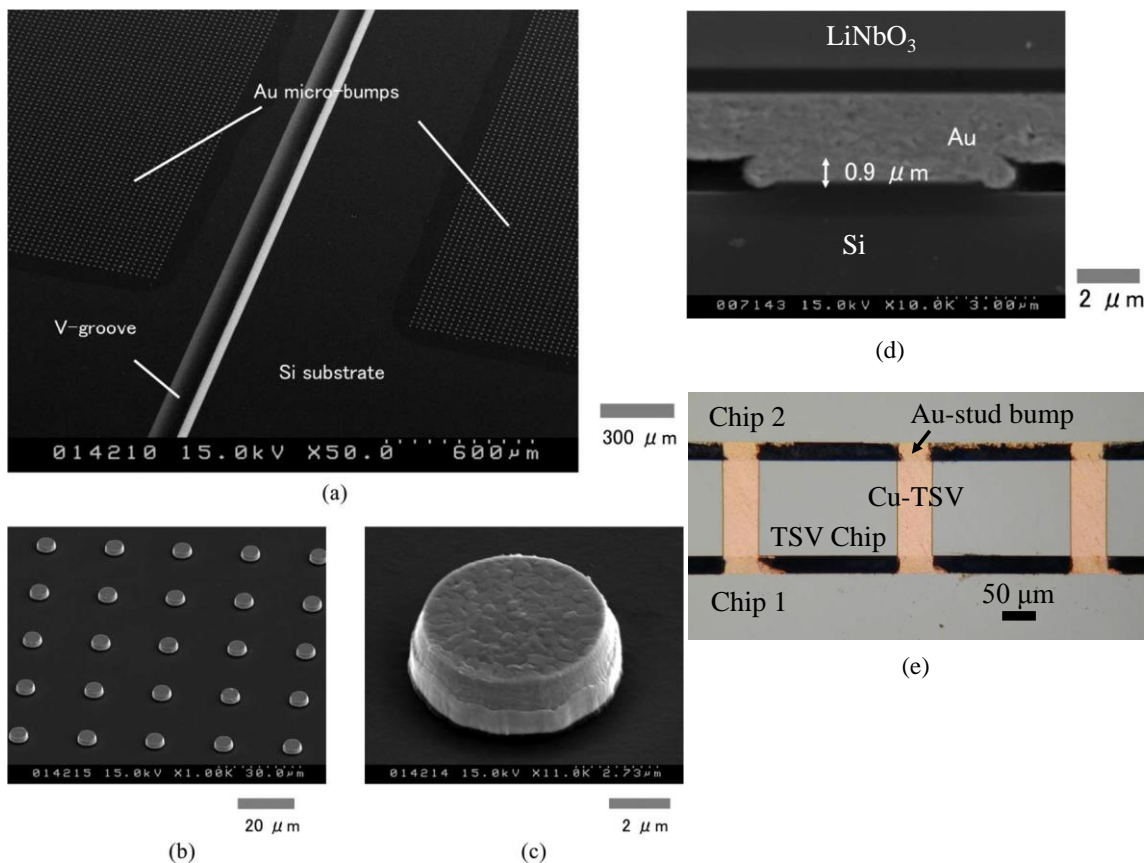 Au micro-bumps
V-groove
Si substrate
014210 15.0kV X50.0 600μm
300 μm
(a)
014215 15.0kV X1.00K 30.0μm
20 μm
(b)
014214 15.0kV X11.0K 2.73μm
2 μm
(c)
LiNbO₃
Au
0.9 μm
Si
007143 15.0kV X10.0K 3.00μm
2 μm
(d)
Chip 2
Au-stud bump
Cu-TSV
TSV Chip
Chip 1
50 μm
(e)